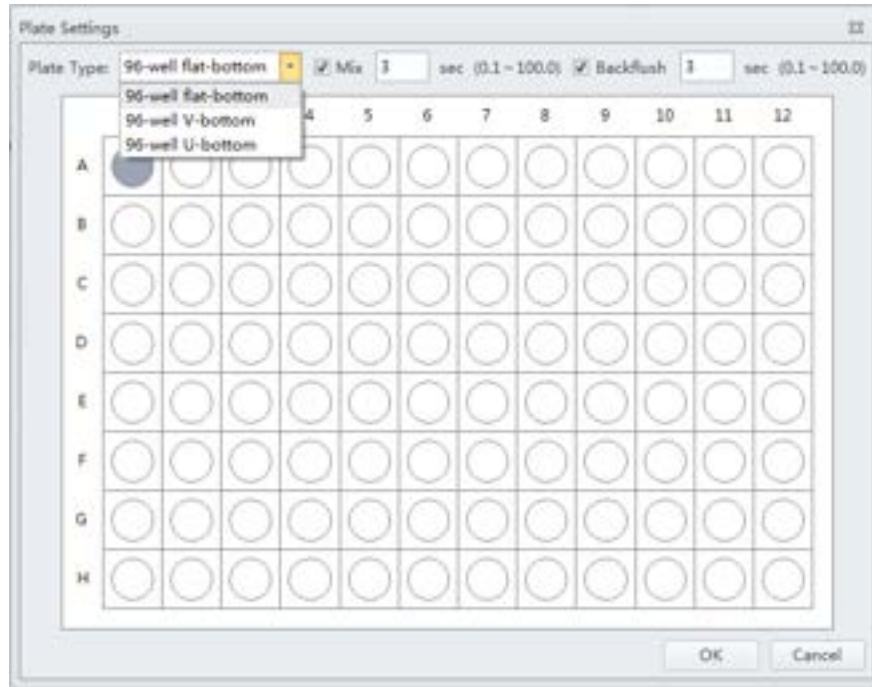 Plate Settings
Plate Type: 96-well flat-bottom Mix 3 sec (0.1~100.0) Backflush 3 sec (0.1~100.0)
96-well flat-bottom
96-well V-bottom
96-well U-bottom
4 5 6 7 8 9 10 11 12
A
B
C
D
E
F
G
H
OK Cancel